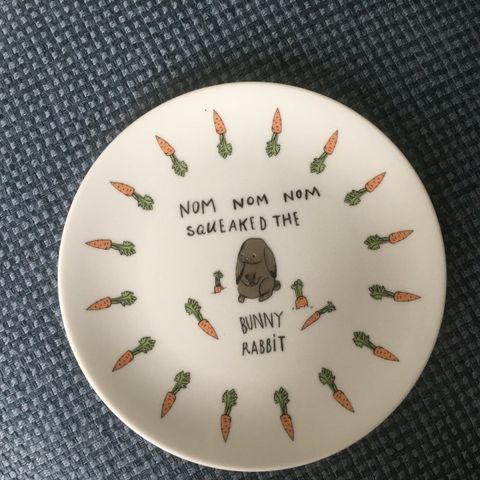 NOM NOM NOM
SQUEAKED THE
BUNNY
RABBiT